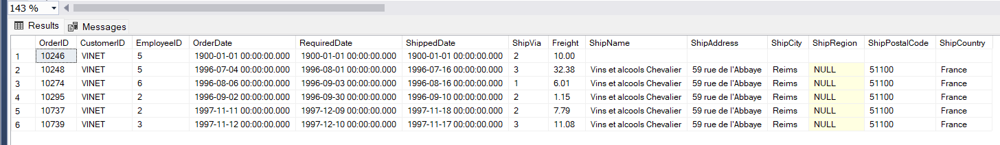 143 %
Results Messages
OrderID CustomerID EmployeeID OrderDate RequiredDate ShippedDate ShipVia Freight ShipName ShipAddress ShipCity ShipRegion ShipPostalCode ShipCountry
1 10246 VINET 5 1900-01-01 00:00:00.000 1900-01-01 00:00:00.000 1900-01-01 00:00:00.000 2 10.00
2 10248 VINET 5 1996-07-04 00:00:00.000 1996-08-01 00:00:00.000 1996-07-16 00:00:00.000 3 32.38 Vins et alcools Chevalier 59 rue de l'Abbaye Reims NULL 51100 France
3 10274 VINET 6 1996-08-06 00:00:00.000 1996-09-03 00:00:00.000 1996-08-16 00:00:00.000 1 6.01 Vins et alcools Chevalier 59 rue de l'Abbaye Reims NULL 51100 France
4 10295 VINET 2 1996-09-02 00:00:00.000 1996-09-30 00:00:00.000 1996-09-10 00:00:00.000 2 1.15 Vins et alcools Chevalier 59 rue de l'Abbaye Reims NULL 51100 France
5 10737 VINET 2 1997-11-11 00:00:00.000 1997-12-09 00:00:00.000 1997-11-18 00:00:00.000 2 7.79 Vins et alcools Chevalier 59 rue de l'Abbaye Reims NULL 51100 France
6 10739 VINET 3 1997-11-12 00:00:00.000 1997-12-10 00:00:00.000 1997-11-17 00:00:00.000 3 11.08 Vins et alcools Chevalier 59 rue de l'Abbaye Reims NULL 51100 France